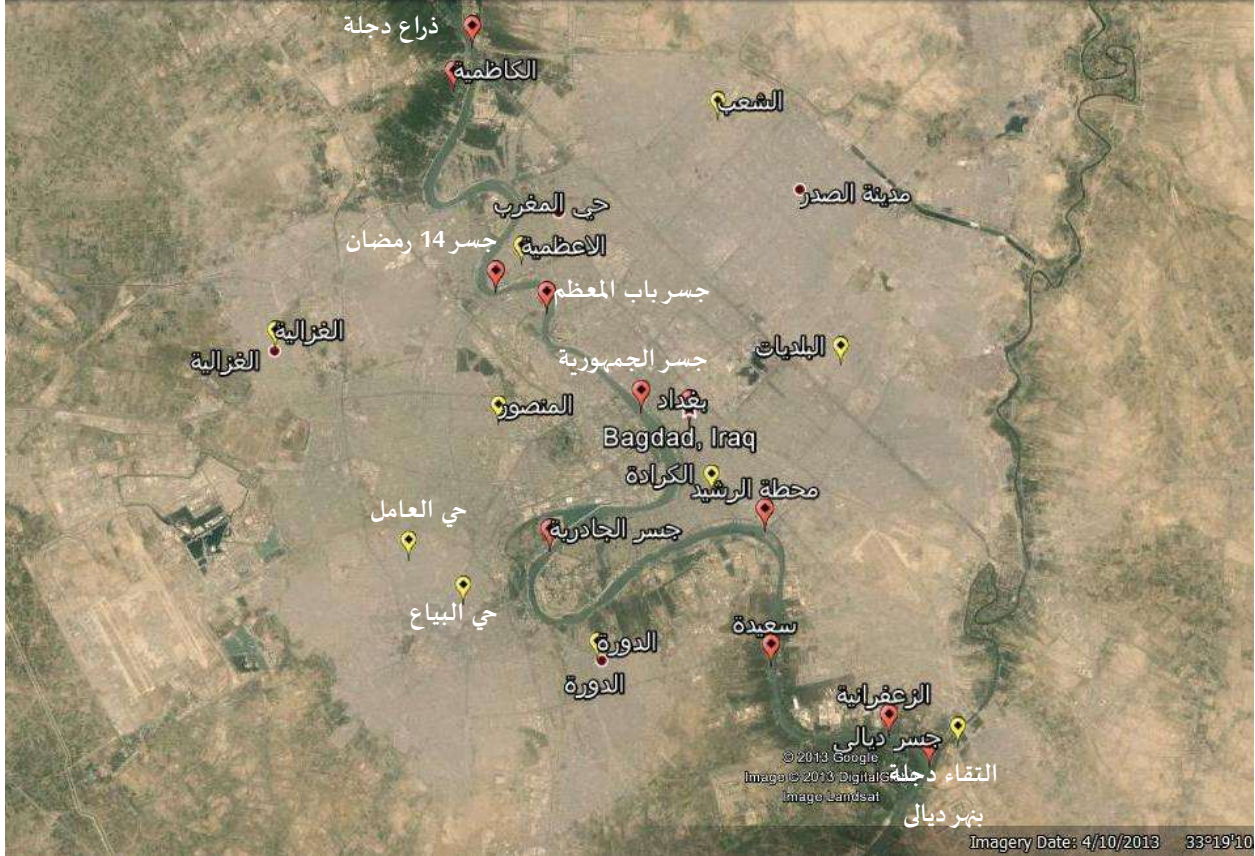 ذراع دجلة
الكاظمية
الشعب
مدينة الصدر
حي المغرب
جسر 14 رمضان
الاعظمية
جسر باب المعظم
الغزالية
الغزالية
جسر الجمهورية
البلديات
المنصور
بغداد
Bagdad, Iraq
الكرادة
محطة الرشيد
حي العامل
جسر الجادرية
حي البياع
سعيدة
الدورة
الدورة
الزعفرانية
جسر ديالى
© 2013 Google
التقاء دجلة
Image © 2013
Image Landsat
بنهر ديالى
Imagery Date: 4/10/2013 33°19'10